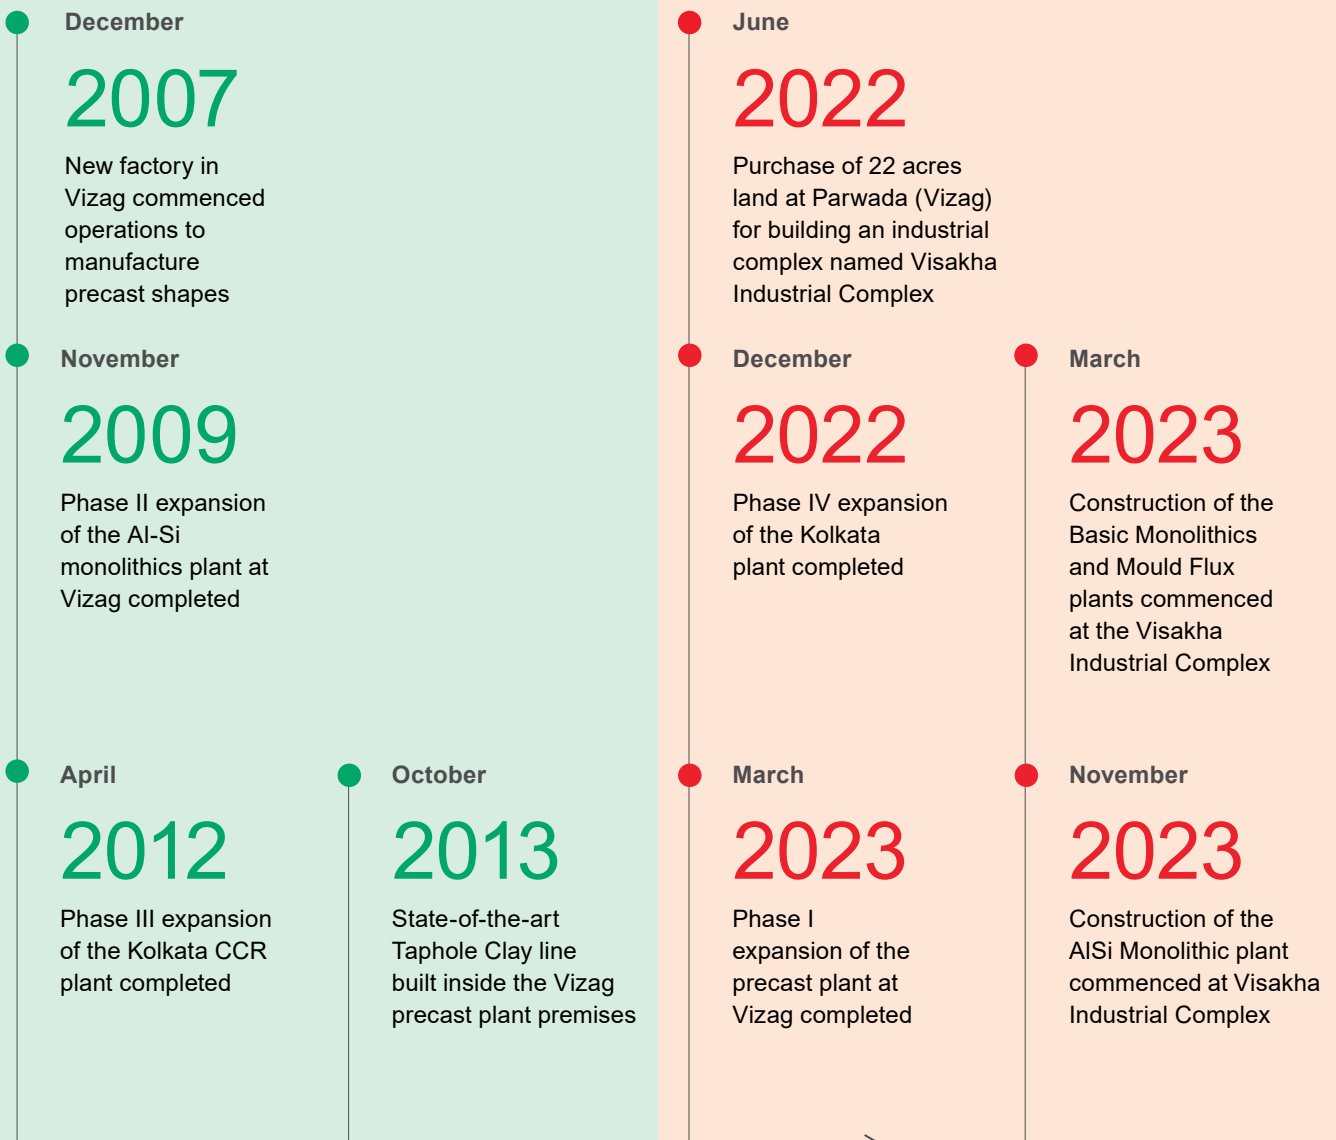 December
2007
New factory in
Vizag commenced
operations to
manufacture
precast shapes
November
2009
Phase II expansion
of the Al-Si
monolithics plant at
Vizag completed
April
2012
Phase III expansion
of the Kolkata CCR
plant completed
October
2013
State-of-the-art
Taphole Clay line
built inside the Vizag
precast plant premises
June
2022
Purchase of 22 acres
land at Parwada (Vizag)
for building an industrial
complex named Visakha
Industrial Complex
December
2022
Phase IV expansion
of the Kolkata
plant completed
March
2023
Phase I
expansion of the
precast plant at
Vizag completed
March
2023
Construction of the
Basic Monolithics
and Mould Flux
plants commenced
at the Visakha
Industrial Complex
November
2023
Construction of the
AlSi Monolithic plant
commenced at Visakha
Industrial Complex